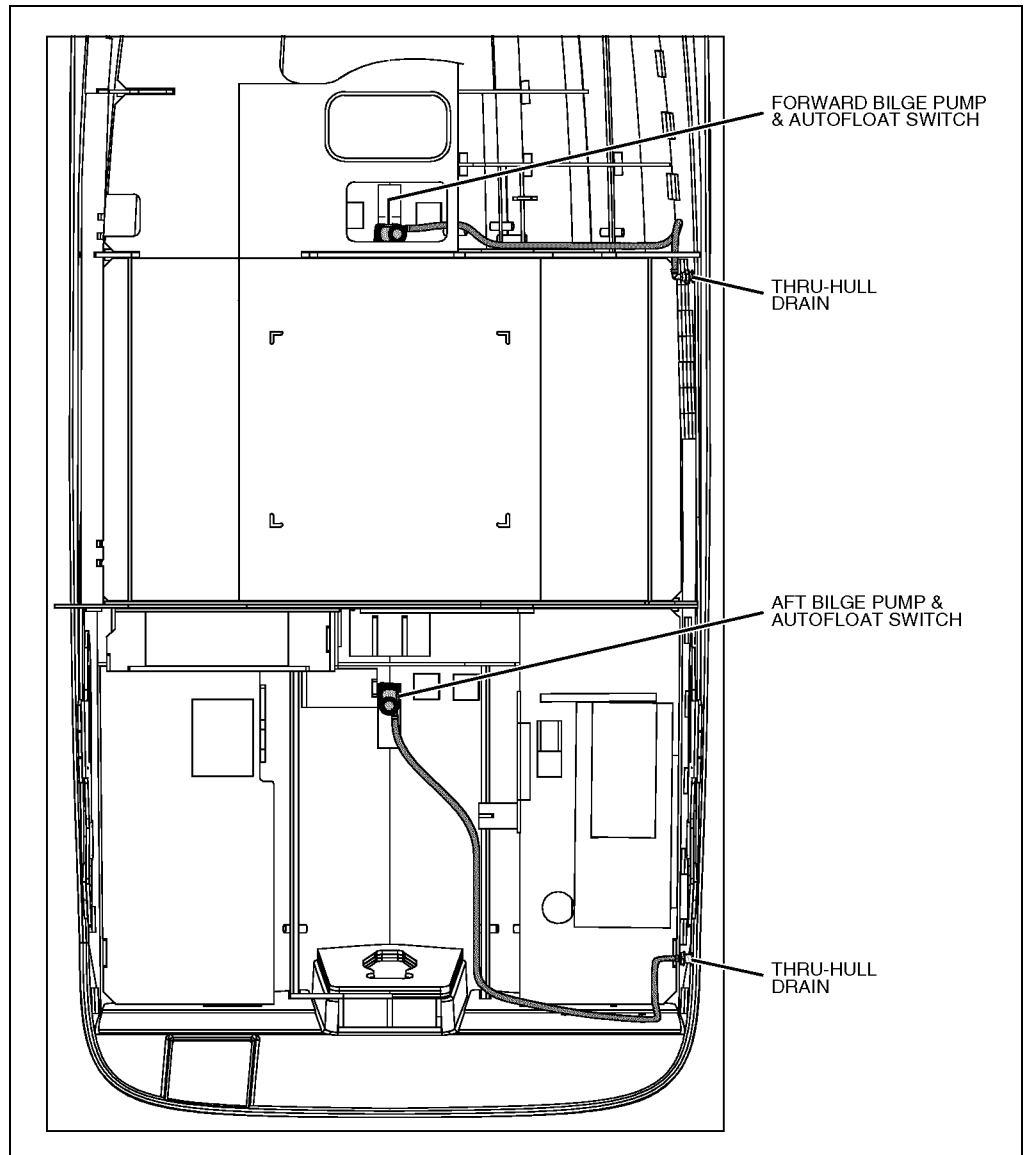 FORWARD BILGE PUMP
& AUTOFLOAT SWITCH
THRU-HULL
DRAIN
AFT BILGE PUMP &
AUTOFLOAT SWITCH
THRU-HULL
DRAIN